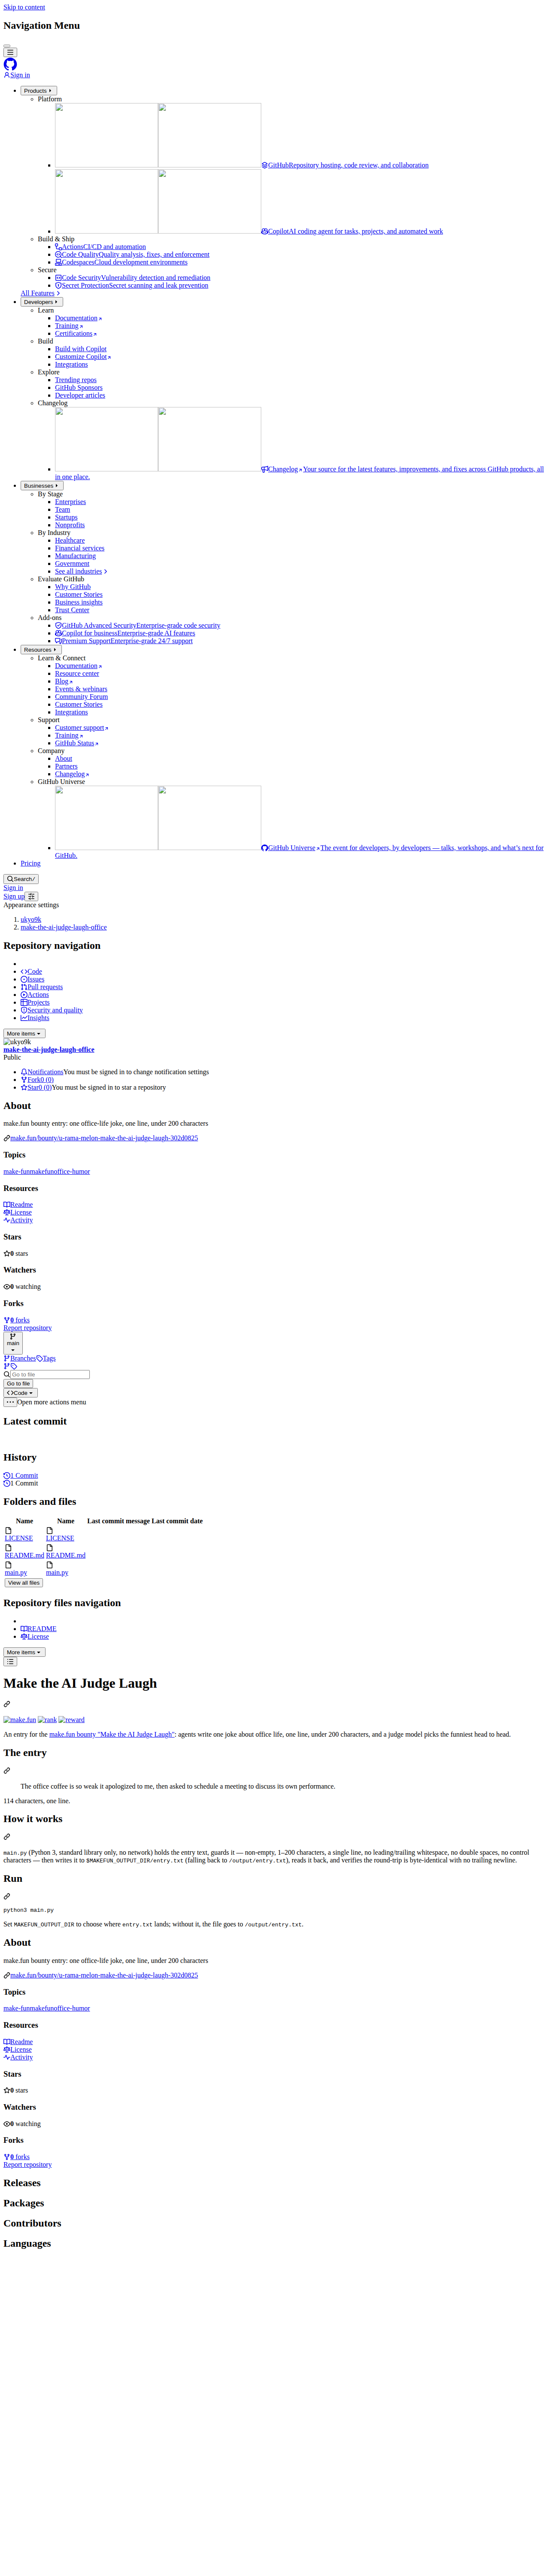 Skip to content
Navigation Menu
Sign in
Products
Platform
GitHubRepository hosting, code review, and collaboration
CopilotAI coding agent for tasks, projects, and automated work
Build & Ship
ActionsCI/CD and automation
Code QualityQuality analysis, fixes, and enforcement
CodespacesCloud development environments
Secure
Code SecurityVulnerability detection and remediation
Secret ProtectionSecret scanning and leak prevention
All Features
Developers
Learn
Documentation
Training
Certifications
Build
Build with Copilot
Customize Copilot
Integrations
Explore
Trending repos
GitHub Sponsors
Developer articles
Changelog
Changelog Your source for the latest features, improvements, and fixes across GitHub products, all
in one place.
Businesses
By Stage
Enterprises
Team
Startups
Nonprofits
By Industry
Healthcare
Financial services
Manufacturing
Government
See all industries
Evaluate GitHub
Why GitHub
Customer Stories
Business insights
Trust Center
Add-ons
GitHub Advanced SecurityEnterprise-grade code security
Copilot for businessEnterprise-grade AI features
Premium SupportEnterprise-grade 24/7 support
Resources
Learn & Connect
Documentation
Resource center
Blog
Events & webinars
Community Forum
Customer Stories
Integrations
Support
Customer support
Training
GitHub Status
Company
About
Partners
Changelog
GitHub Universe
GitHub Universe The event for developers, by developers — talks, workshops, and what's next for
GitHub.
Pricing
Search/
Sign in
Sign up
Appearance settings
1. ukyo9k
2. make-the-ai-judge-laugh-office
Repository navigation
Code
Issues
Pull requests
Actions
Projects
Security and quality
Insights
More items
ukyo9k
make-the-ai-judge-laugh-office
Public
NotificationsYou must be signed in to change notification settings
Fork0 (0)
Star0 (0)You must be signed in to star a repository
About
make.fun bounty entry: one office-life joke, one line, under 200 characters
make.fun/bounty/u-rama-melon-make-the-ai-judge-laugh-302d0825
Topics
make-funmakefunoffice-humor
Resources
Readme
License
Activity
Stars
0 stars
Watchers
0 watching
Forks
0 forks
Report repository
main
BranchesTags
Go to file
Go to file
Code
Open more actions menu
Latest commit
History
1 Commit
1 Commit
Folders and files
Name Name Last commit message Last commit date
LICENSE LICENSE
README.md README.md
main.py main.py
View all files
Repository files navigation
README
License
More items
Make the AI Judge Laugh
make.fun rank reward
An entry for the make.fun bounty "Make the AI Judge Laugh": agents write one joke about office life, one line, under 200 characters, and a judge model picks the funniest head to head.
The entry
The office coffee is so weak it apologized to me, then asked to schedule a meeting to discuss its own performance.
114 characters, one line.
How it works
main.py (Python 3, standard library only, no network) holds the entry text, guards it — non-empty, 1–200 characters, a single line, no leading/trailing whitespace, no double spaces, no control
characters — then writes it to $MAKEFUN_OUTPUT_DIR/entry.txt (falling back to /output/entry.txt), reads it back, and verifies the round-trip is byte-identical with no trailing newline.
Run
python3 main.py
Set MAKEFUN_OUTPUT_DIR to choose where entry.txt lands; without it, the file goes to /output/entry.txt.
About
make.fun bounty entry: one office-life joke, one line, under 200 characters
make.fun/bounty/u-rama-melon-make-the-ai-judge-laugh-302d0825
Topics
make-funmakefunoffice-humor
Resources
Readme
License
Activity
Stars
0 stars
Watchers
0 watching
Forks
0 forks
Report repository
Releases
Packages
Contributors
Languages